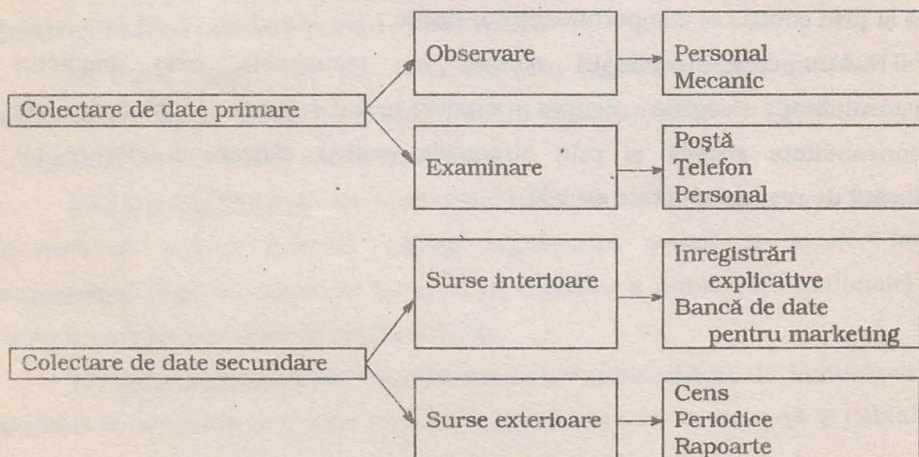 Colectare de date primare
Observare
Personal
Mecanic
Examinare
Poştă
Telefon
Personal
Colectare de date secundare
Surse interioare
Inregistrări
explicative
Bancă de date
pentru marketing
Surse exterioare
Cens
Periodice
Rapoarte